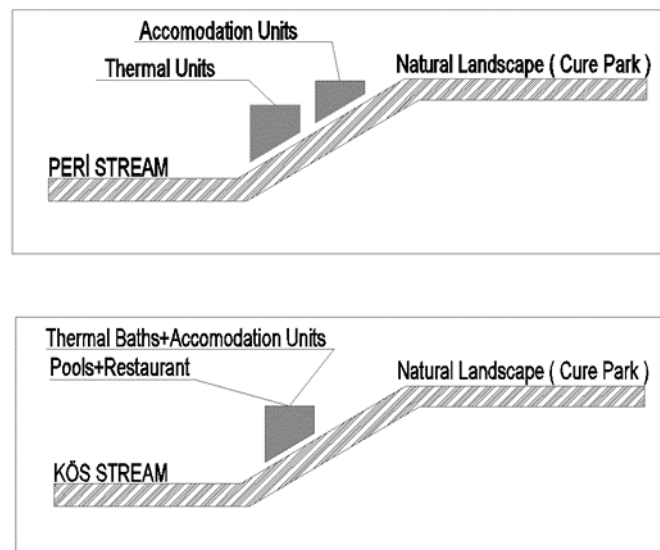 Accomodation Units
Thermal Units
Natural Landscape ( Cure Park )
PERİ STREAM
Thermal Baths+Accomodation Units
Pools+Restaurant
Natural Landscape ( Cure Park )
KÖS STREAM